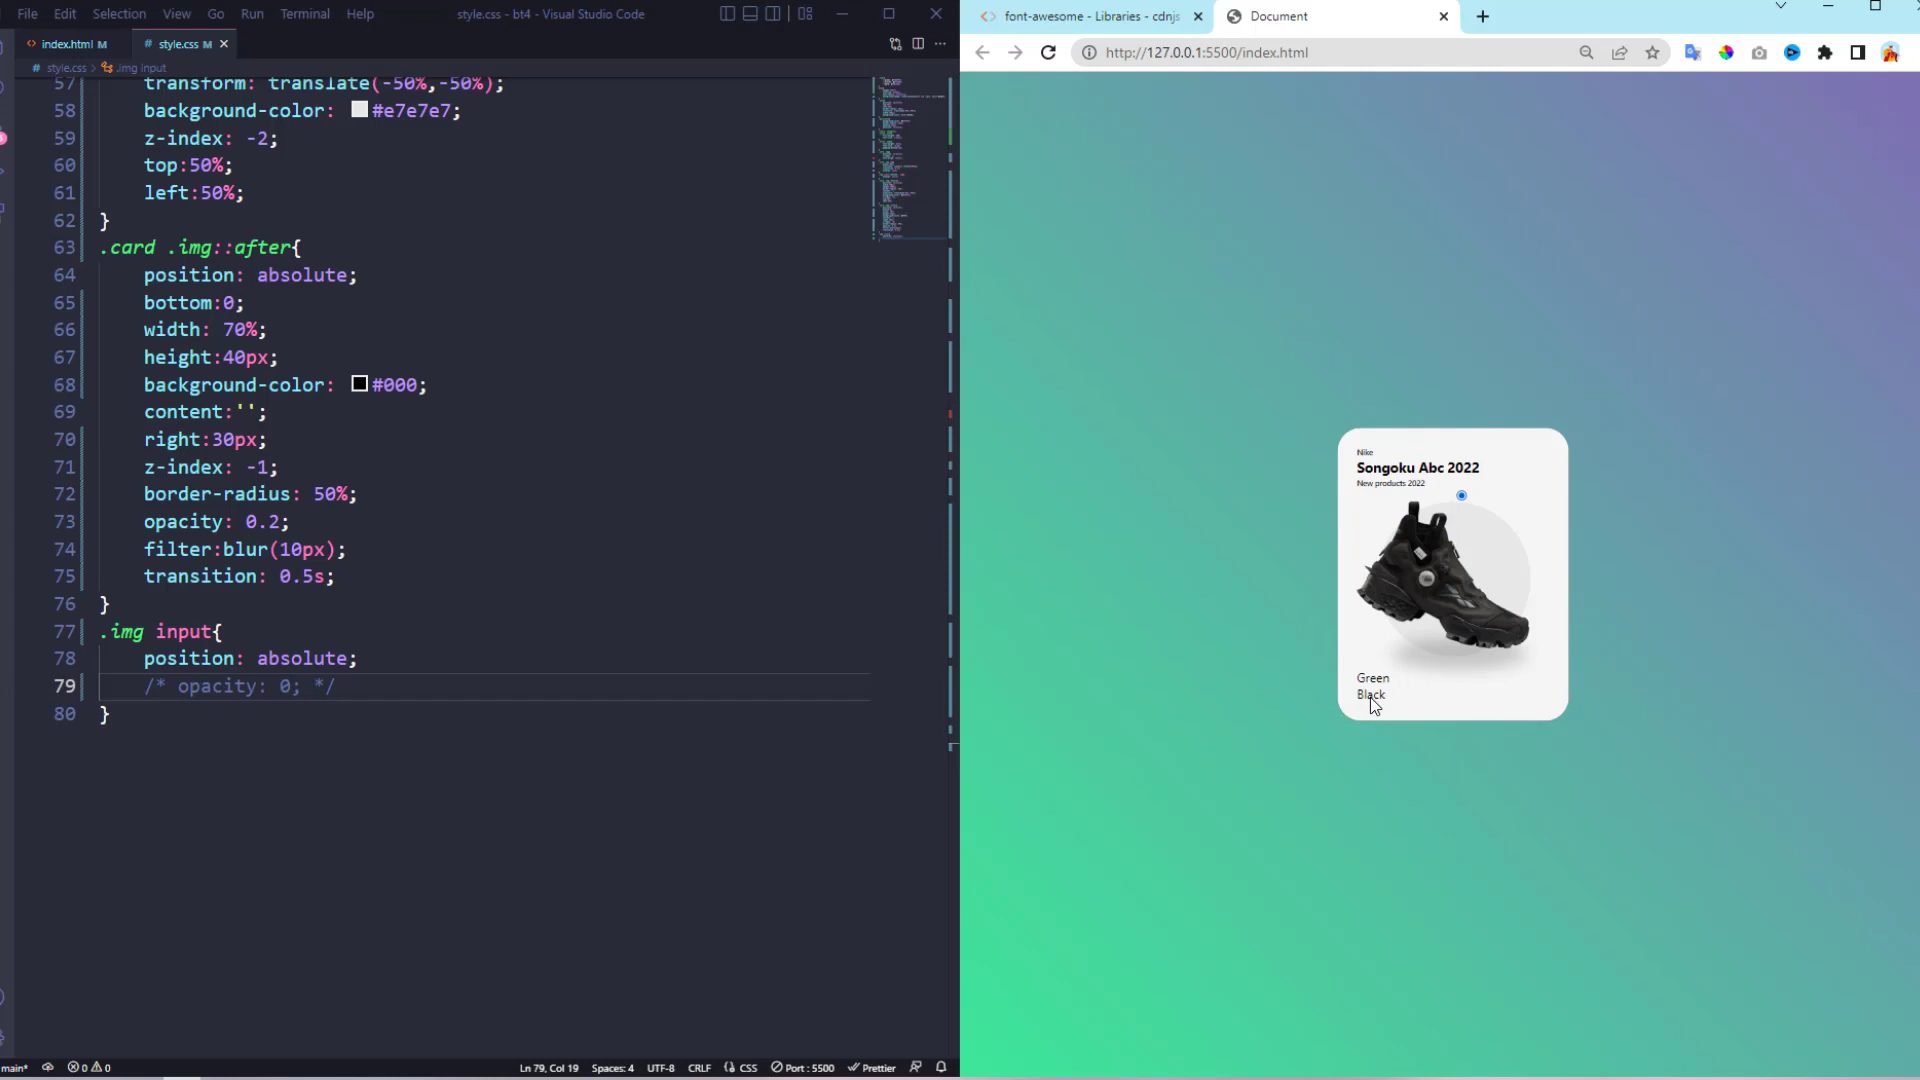 File Edit Selection View Go Run Terminal Help style.css - bt4 - Visual Studio Code
index.html M style.css M
style.css > .img input
57 transform: translate(-50%,-50%);
58 background-color: #e7e7e7;
59 z-index: -2;
60 top:50%;
61 left:50%;
62 }
63 .card .img::after{
64 position: absolute;
65 bottom:0;
66 width: 70%;
67 height:40px;
68 background-color: #000;
69 content:'';
70 right:30px;
71 z-index: -1;
72 border-radius: 50%;
73 opacity: 0.2;
74 filter:blur(10px);
75 transition: 0.5s;
76 }
77 .img input{
78 position: absolute;
79 /* opacity: 0; */
80 }
main* 0 0 Ln 79, Col 19 Spaces: 4 UTF-8 CRLF CSS Port : 5500 Prettier
font-awesome - Libraries - cdnjs Document
http://127.0.0.1:5500/index.html
Nike
Songoku Abc 2022
New products 2022
Green
Black